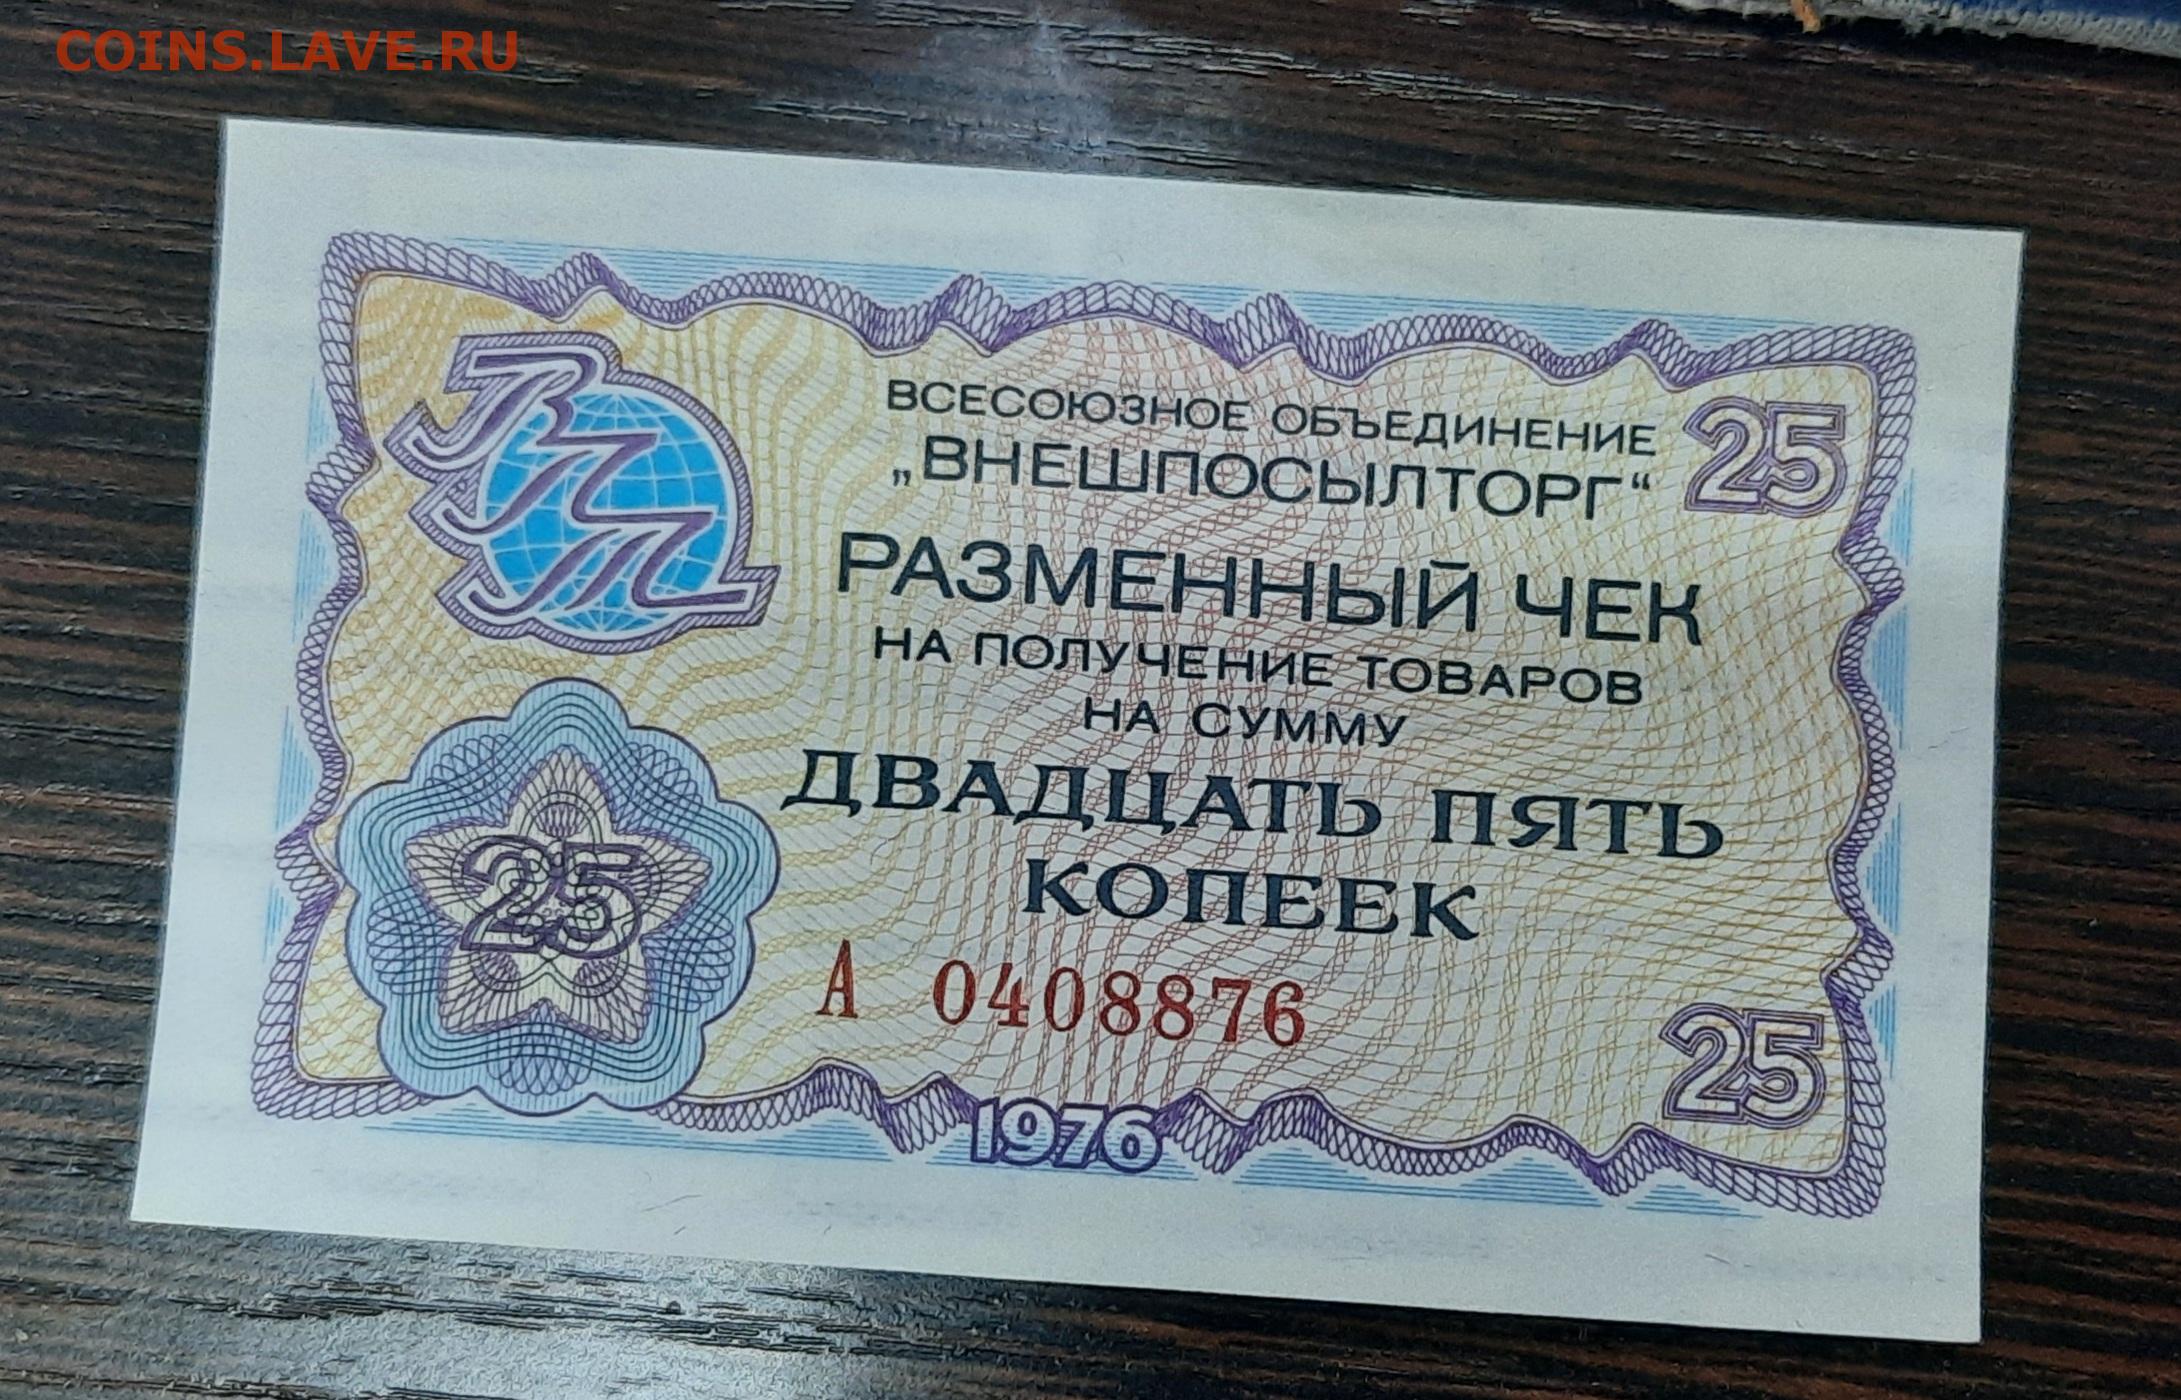 COINS.LAVE.RU
ВПТ
ВСЕСОЮЗНОЕ ОБЪЕДИНЕНИЕ
„ВНЕШПОСЫЛТОРГ“
25
РАЗМЕННЫЙ ЧЕК
НА ПОЛУЧЕНИЕ ТОВАРОВ
НА СУММУ
ДВАДЦАТЬ ПЯТЬ
КОПЕЕК
25
А 0408876
25
1976